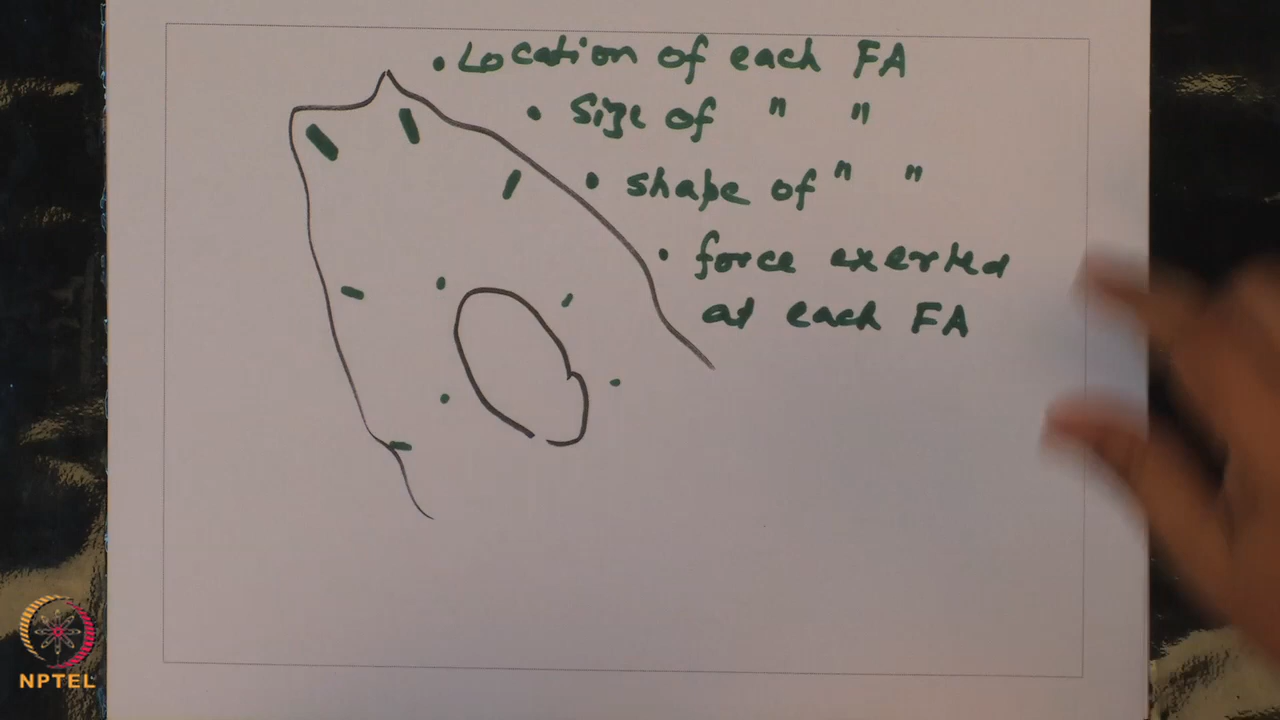 • Location of each FA
• Size of " "
• shape of " "
• force exerted
at each FA
NPTEL